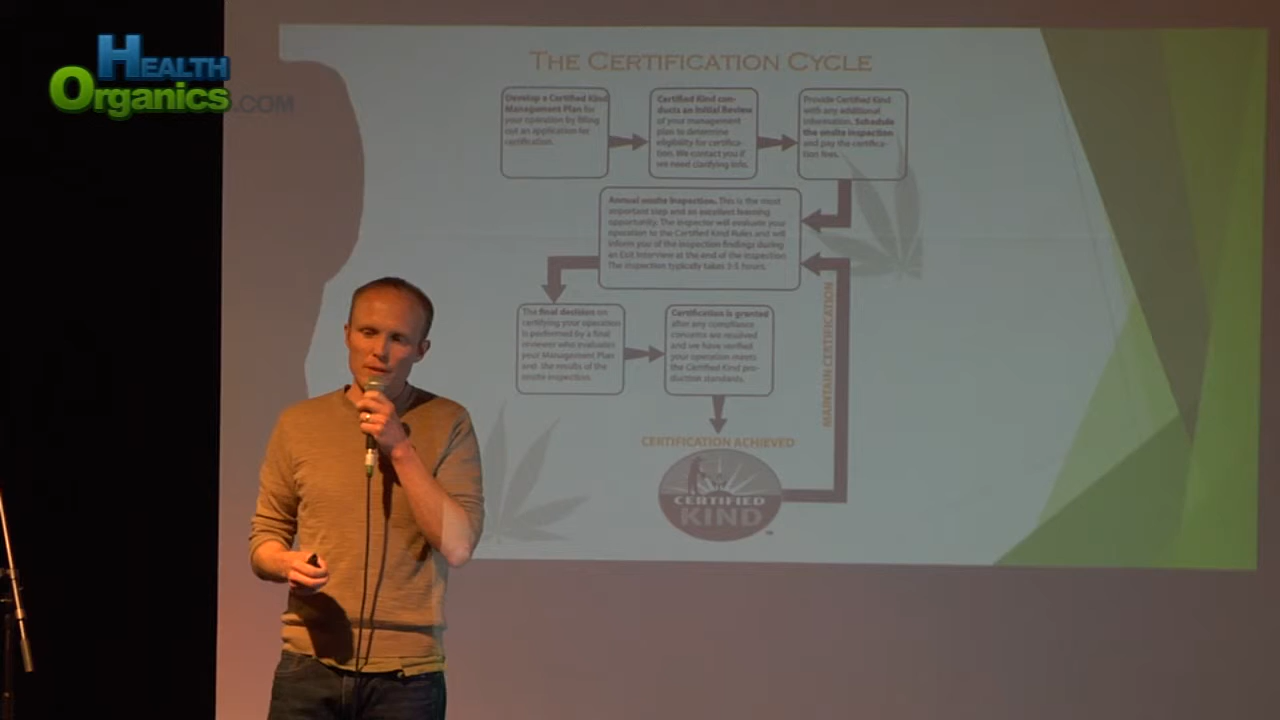 HEALTH
Organics
.COM
THE CERTIFICATION CYCLE
Develop a Certified Kind
Management Plan for
your operation by filling
out an application for
certification.
Certified Kind con-
ducts an Initial Review
of your management
plan to determine
eligibility for certifica-
tion. We contact you if
we need clarifying info.
Provide Certified Kind
with any additional
information. Schedule
the onsite inspection
and pay the certifica-
tion fees.
Annual onsite inspection. This is the most
important step and an excellent learning
opportunity. The inspector will evaluate your
operation to the Certified Kind Rules and will
inform you of the inspection findings during
an Exit Interview at the end of the inspection
The inspection typically takes 3-5 hours.
The final decision on
certifying your operation
is performed by a final
reviewer who evaluates
your Management Plan
and the results of the
onsite inspection.
Certification is granted
after any compliance
concerns are resolved
and we have verified
your operation meets
the Certified Kind pro-
duction standards.
MAINTAIN CERTIFICATION
CERTIFICATION ACHIEVED
CERTIFIED
KIND